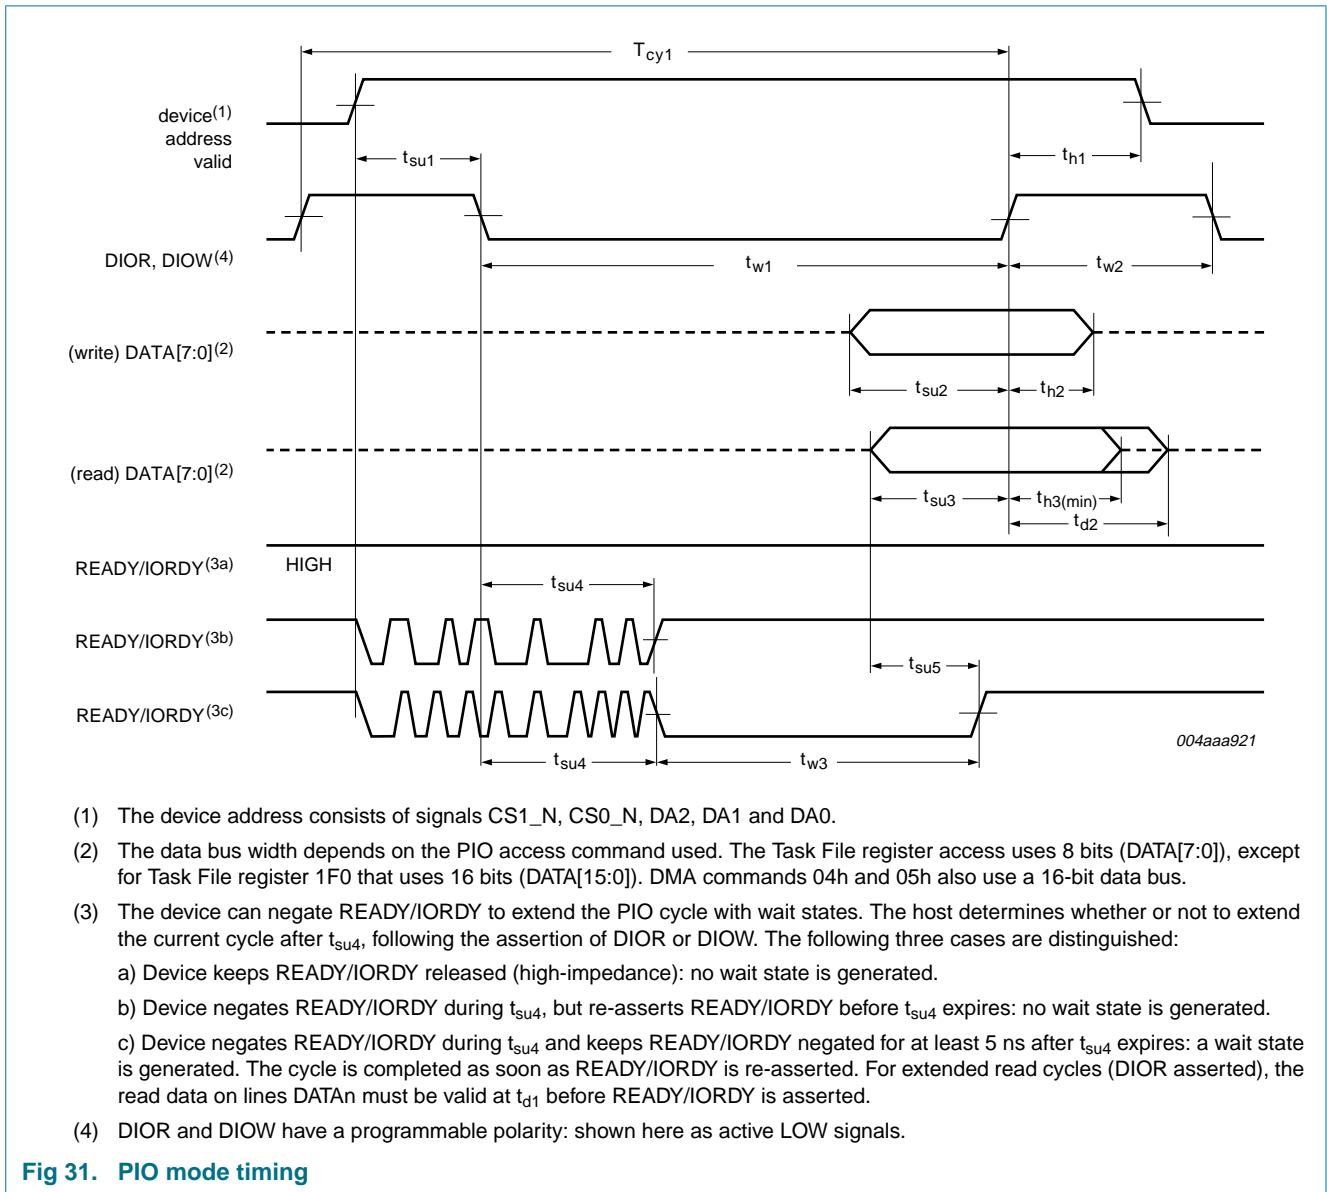 Tcy1
device(1)
address
valid
tsu1
th1
DIOR, DIOW(4)
tw1
tw2
(write) DATA[7:0](2)
tsu2
th2
(read) DATA[7:0](2)
tsu3
th3(min)
td2
READY/IORDY(3a)
HIGH
tsu4
READY/IORDY(3b)
tsu5
READY/IORDY(3c)
004aaa921
tsu4
tw3
(1) The device address consists of signals CS1_N, CS0_N, DA2, DA1 and DA0.
(2) The data bus width depends on the PIO access command used. The Task File register access uses 8 bits (DATA[7:0]), except
for Task File register 1F0 that uses 16 bits (DATA[15:0]). DMA commands 04h and 05h also use a 16-bit data bus.
(3) The device can negate READY/IORDY to extend the PIO cycle with wait states. The host determines whether or not to extend
the current cycle after tsu4, following the assertion of DIOR or DIOW. The following three cases are distinguished:
a) Device keeps READY/IORDY released (high-impedance): no wait state is generated.
b) Device negates READY/IORDY during tsu4, but re-asserts READY/IORDY before tsu4 expires: no wait state is generated.
c) Device negates READY/IORDY during tsu4 and keeps READY/IORDY negated for at least 5 ns after tsu4 expires: a wait state
is generated. The cycle is completed as soon as READY/IORDY is re-asserted. For extended read cycles (DIOR asserted), the
read data on lines DATAn must be valid at td1 before READY/IORDY is asserted.
(4) DIOR and DIOW have a programmable polarity: shown here as active LOW signals.
Fig 31. PIO mode timing